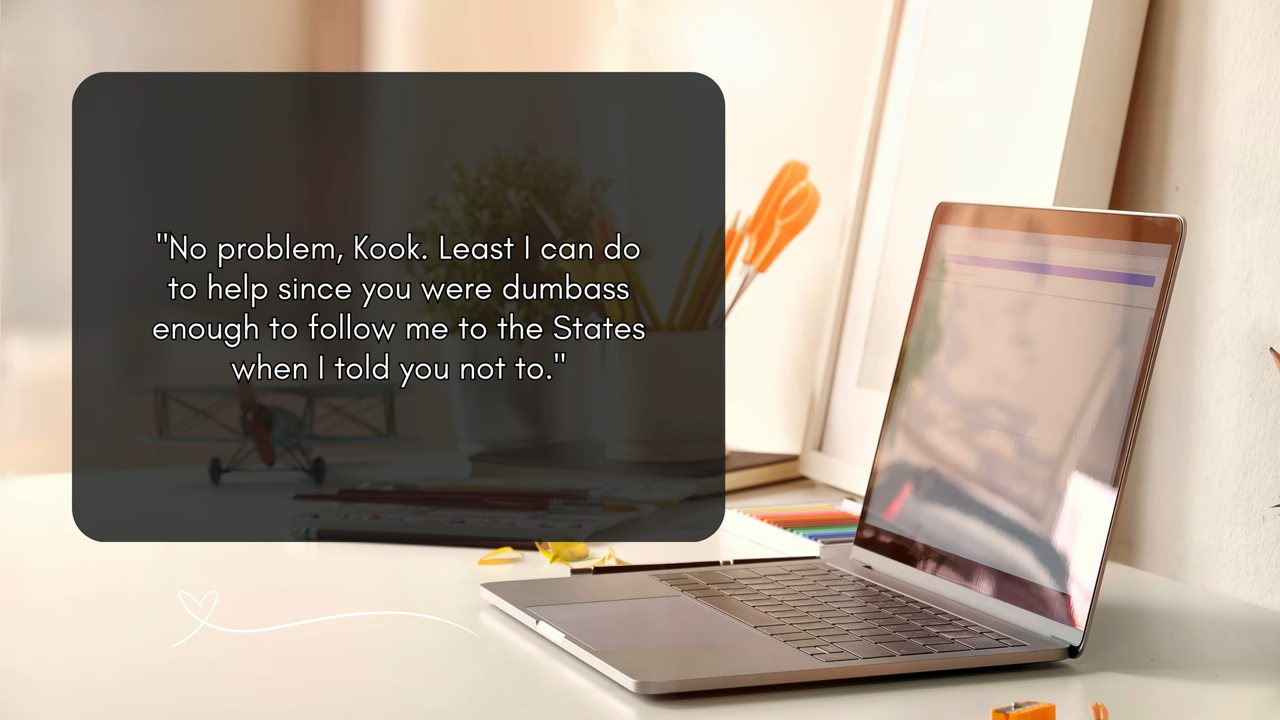 "No problem, Kook. Least I can do
to help since you were dumbass
enough to follow me to the States
when I told you not to."